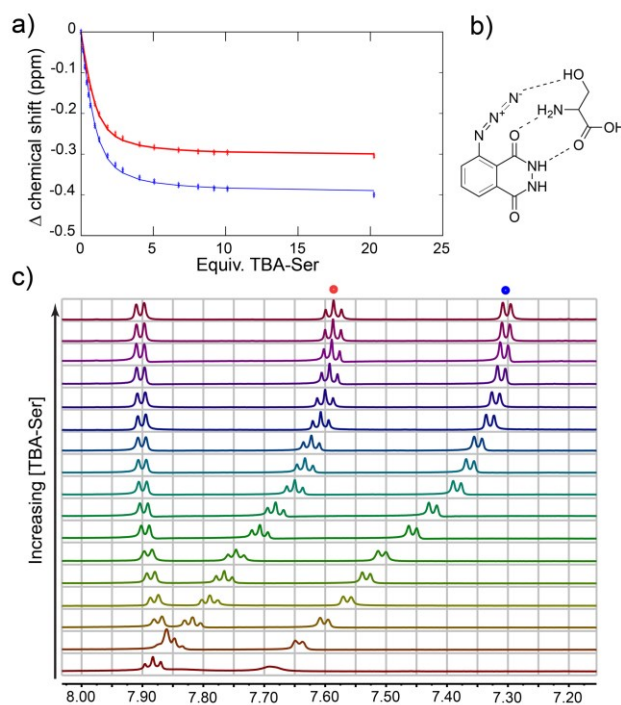 a)
b)
0
-0.1
-0.2
-0.3
-0.4
-0.5
Δ chemical shift (ppm)
0 5 10 15 20 25
Equiv. TBA-Ser
HO
N⁻
N⁺
N
H₂N
OH
O
O
NH
NH
O
c)
Increasing [TBA-Ser]
8.00 7.90 7.80 7.70 7.60 7.50 7.40 7.30 7.20